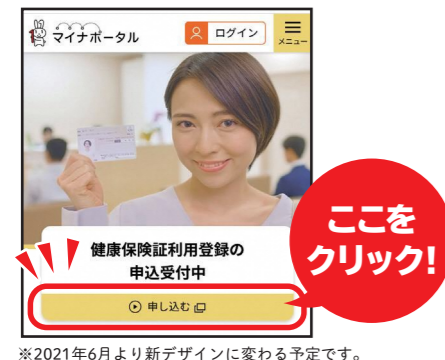 マイナポータル
ログイン
メニュー
健康保険証利用登録の
申込受付中
申し込む
ここを
クリック!
※2021年6月より新デザインに変わる予定です。